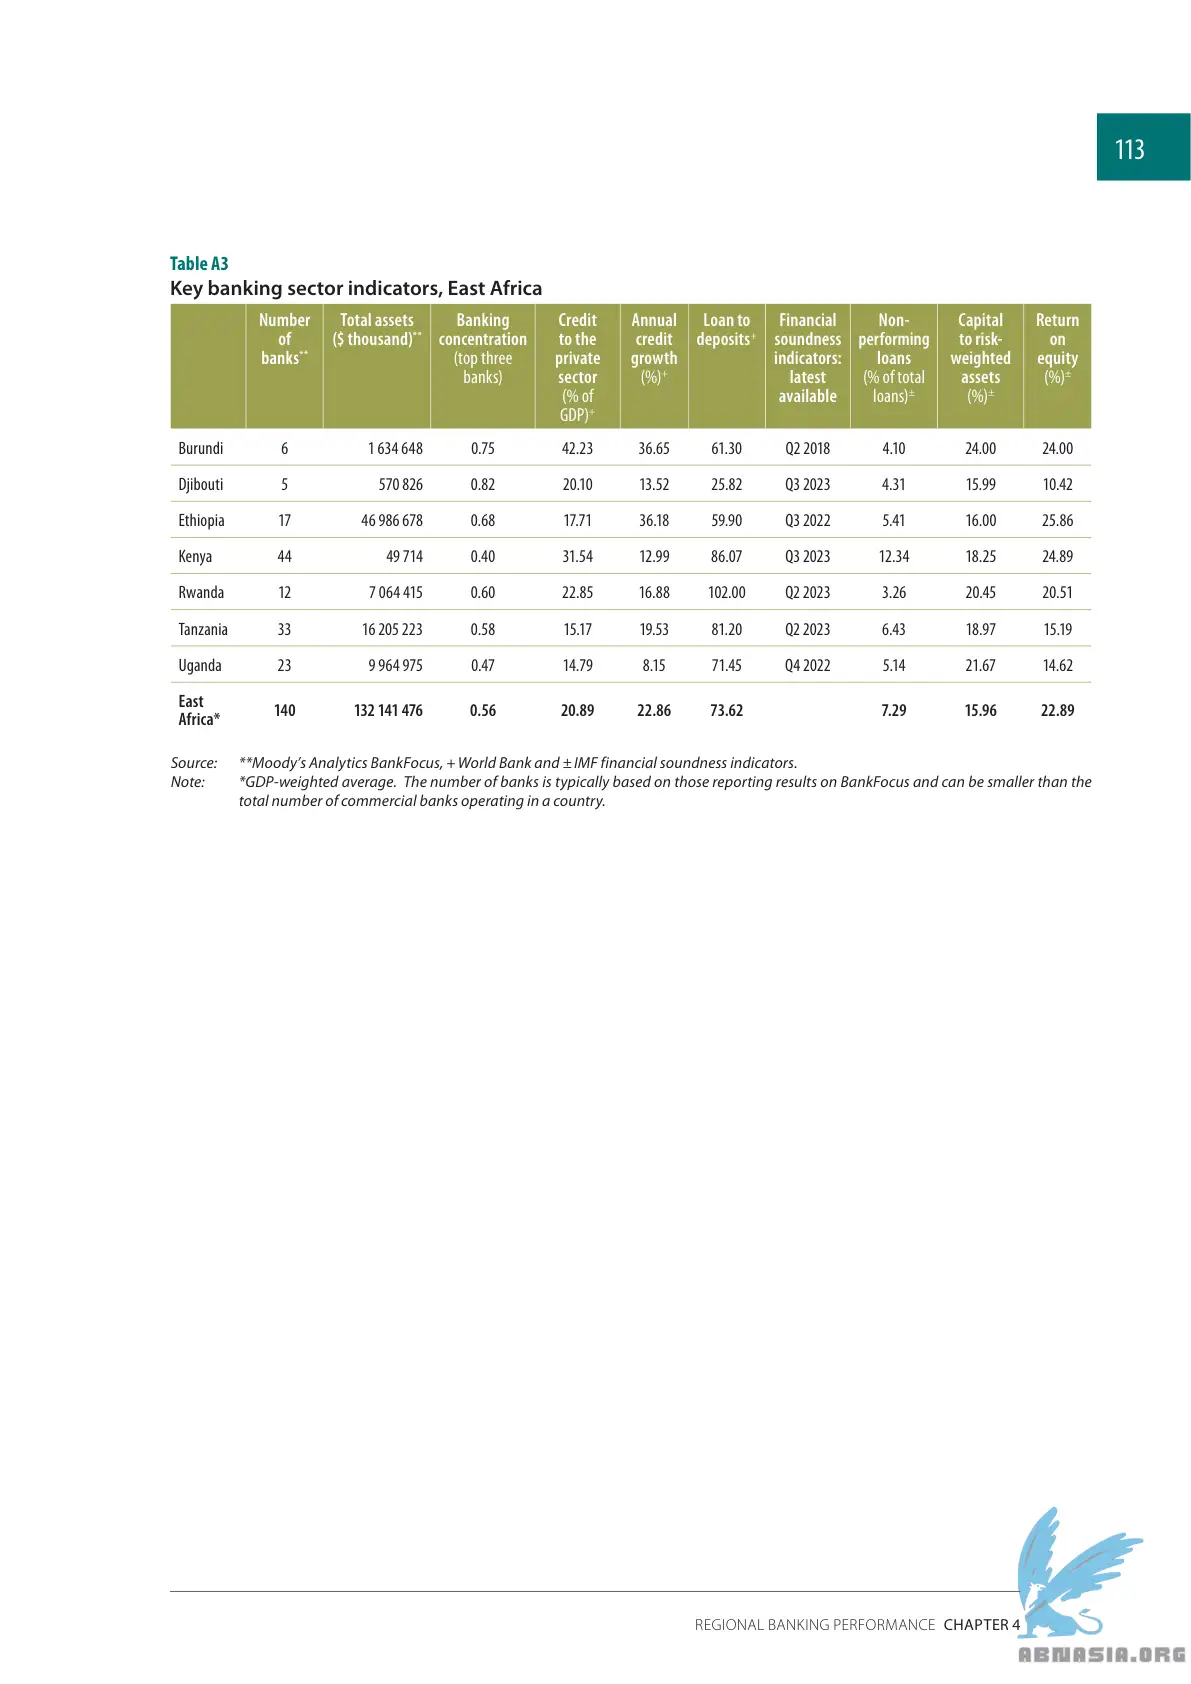 113
Table A3
Key banking sector indicators, East Africa
Number of banks** Total assets ($ thousand)** Banking concentration (top three banks) Credit to the private sector (% of GDP)+ Annual credit growth (%)+ Loan to deposits+ Financial soundness indicators: latest available Non-performing loans (% of total loans)± Capital to risk-weighted assets (%)± Return on equity (%)±
Burundi 6 1 634 648 0.75 42.23 36.65 61.30 Q2 2018 4.10 24.00 24.00
Djibouti 5 570 826 0.82 20.10 13.52 25.82 Q3 2023 4.31 15.99 10.42
Ethiopia 17 46 986 678 0.68 17.71 36.18 59.90 Q3 2022 5.41 16.00 25.86
Kenya 44 49 714 0.40 31.54 12.99 86.07 Q3 2023 12.34 18.25 24.89
Rwanda 12 7 064 415 0.60 22.85 16.88 102.00 Q2 2023 3.26 20.45 20.51
Tanzania 33 16 205 223 0.58 15.17 19.53 81.20 Q2 2023 6.43 18.97 15.19
Uganda 23 9 964 975 0.47 14.79 8.15 71.45 Q4 2022 5.14 21.67 14.62
East Africa* 140 132 141 476 0.56 20.89 22.86 73.62 7.29 15.96 22.89
Source: **Moody's Analytics BankFocus, + World Bank and ± IMF financial soundness indicators.
Note: *GDP-weighted average. The number of banks is typically based on those reporting results on BankFocus and can be smaller than the
total number of commercial banks operating in a country.
REGIONAL BANKING PERFORMANCE CHAPTER 4
ABNASIA.ORG